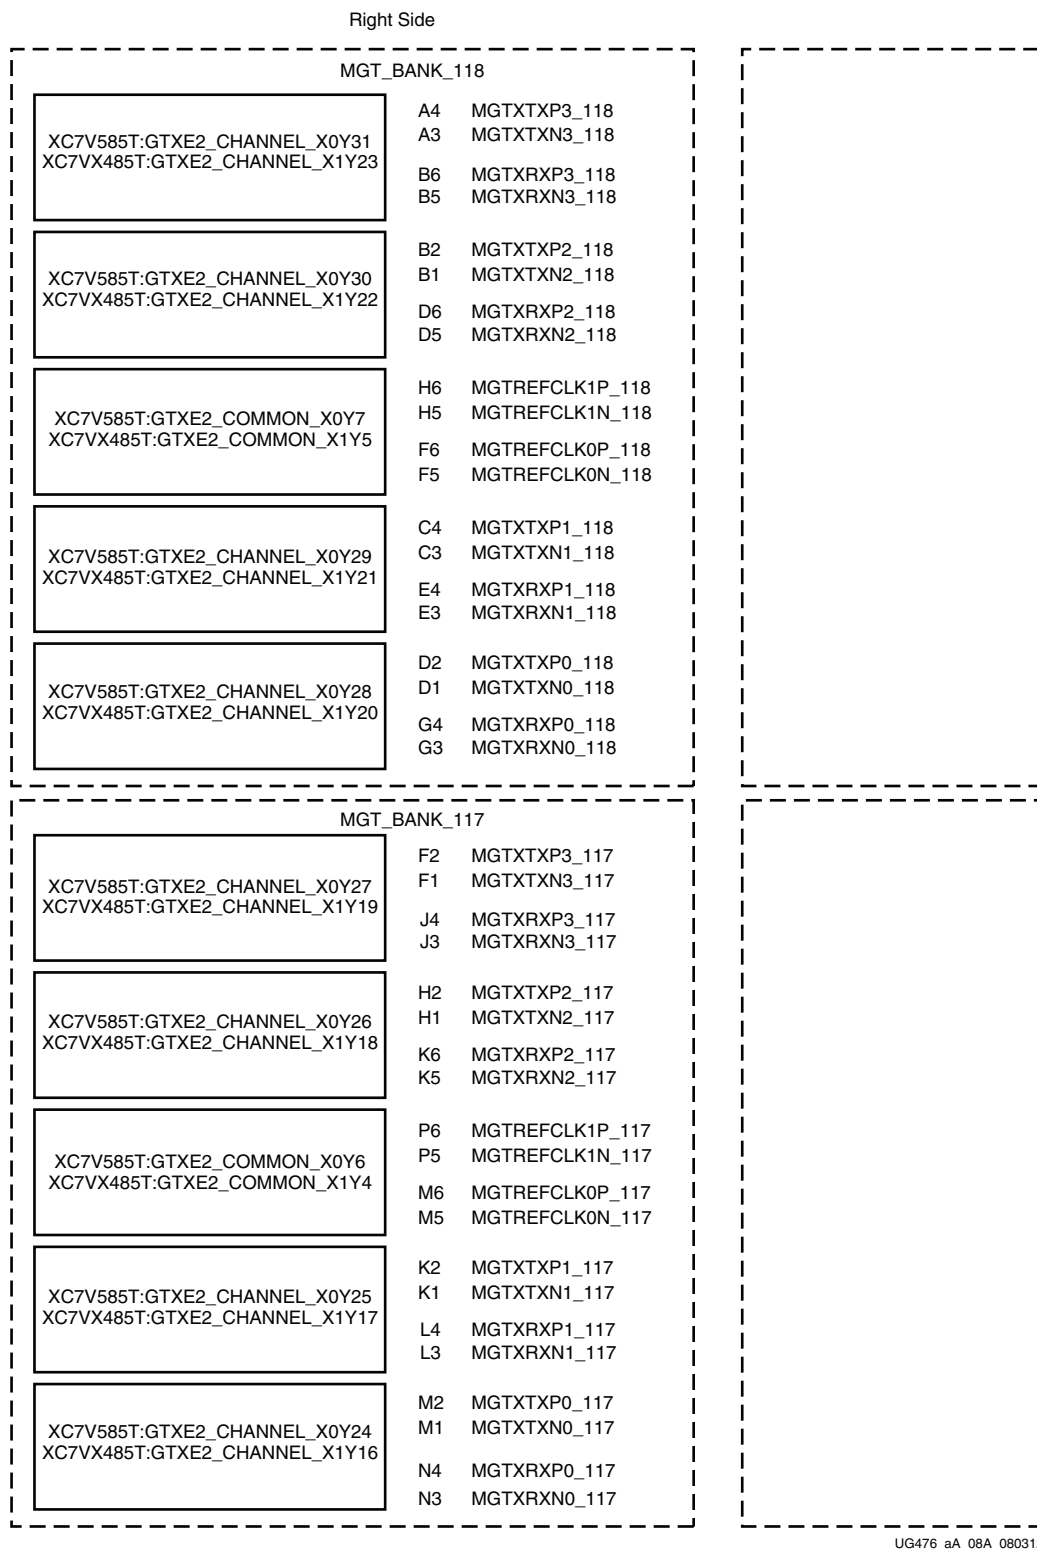 Right Side
MGT_BANK_118
XC7V585T:GTXE2_CHANNEL_X0Y31
XC7VX485T:GTXE2_CHANNEL_X1Y23
A4 MGTXTXP3_118
A3 MGTXTXN3_118
B6 MGTXRXP3_118
B5 MGTXRXN3_118
XC7V585T:GTXE2_CHANNEL_X0Y30
XC7VX485T:GTXE2_CHANNEL_X1Y22
B2 MGTXTXP2_118
B1 MGTXTXN2_118
D6 MGTXRXP2_118
D5 MGTXRXN2_118
XC7V585T:GTXE2_COMMON_X0Y7
XC7VX485T:GTXE2_COMMON_X1Y5
H6 MGTREFCLK1P_118
H5 MGTREFCLK1N_118
F6 MGTREFCLK0P_118
F5 MGTREFCLK0N_118
XC7V585T:GTXE2_CHANNEL_X0Y29
XC7VX485T:GTXE2_CHANNEL_X1Y21
C4 MGTXTXP1_118
C3 MGTXTXN1_118
E4 MGTXRXP1_118
E3 MGTXRXN1_118
XC7V585T:GTXE2_CHANNEL_X0Y28
XC7VX485T:GTXE2_CHANNEL_X1Y20
D2 MGTXTXP0_118
D1 MGTXTXN0_118
G4 MGTXRXP0_118
G3 MGTXRXN0_118
MGT_BANK_117
XC7V585T:GTXE2_CHANNEL_X0Y27
XC7VX485T:GTXE2_CHANNEL_X1Y19
F2 MGTXTXP3_117
F1 MGTXTXN3_117
J4 MGTXRXP3_117
J3 MGTXRXN3_117
XC7V585T:GTXE2_CHANNEL_X0Y26
XC7VX485T:GTXE2_CHANNEL_X1Y18
H2 MGTXTXP2_117
H1 MGTXTXN2_117
K6 MGTXRXP2_117
K5 MGTXRXN2_117
XC7V585T:GTXE2_COMMON_X0Y6
XC7VX485T:GTXE2_COMMON_X1Y4
P6 MGTREFCLK1P_117
P5 MGTREFCLK1N_117
M6 MGTREFCLK0P_117
M5 MGTREFCLK0N_117
XC7V585T:GTXE2_CHANNEL_X0Y25
XC7VX485T:GTXE2_CHANNEL_X1Y17
K2 MGTXTXP1_117
K1 MGTXTXN1_117
L4 MGTXRXP1_117
L3 MGTXRXN1_117
XC7V585T:GTXE2_CHANNEL_X0Y24
XC7VX485T:GTXE2_CHANNEL_X1Y16
M2 MGTXTXP0_117
M1 MGTXTXN0_117
N4 MGTXRXP0_117
N3 MGTXRXN0_117
UG476_aA_08A_080312